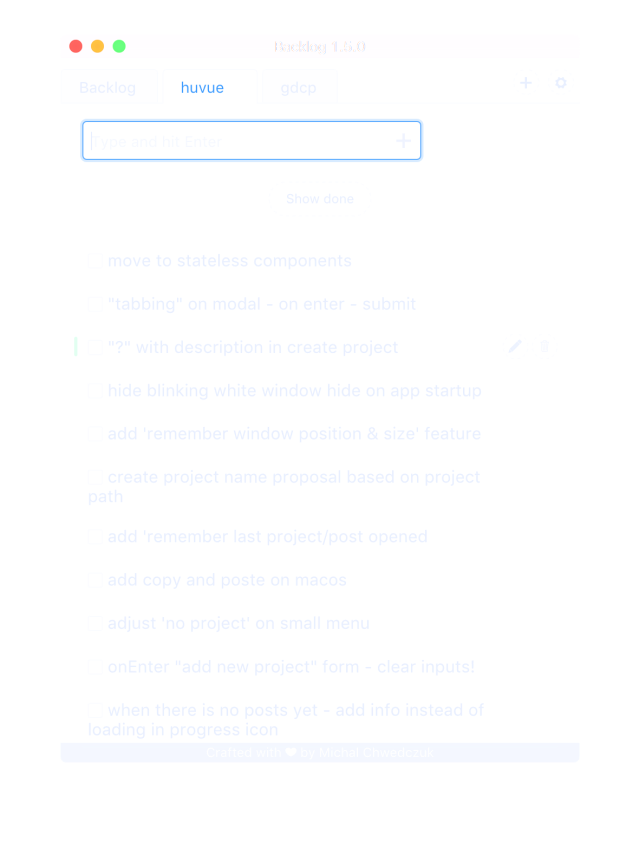 Backlog 1.5.0
Backlog huvue gdcp
Type and hit Enter
Show done
move to stateless components
"tabbing" on modal - on enter - submit
"?" with description in create project
hide blinking white window hide on app startup
add 'remember window position & size' feature
create project name proposal based on project
path
add 'remember last project/post opened
add copy and poste on macos
adjust 'no project' on small menu
onEnter "add new project" form - clear inputs!
when there is no posts yet - add info instead of
loading in progress icon
Crafted with ❤ by Michal